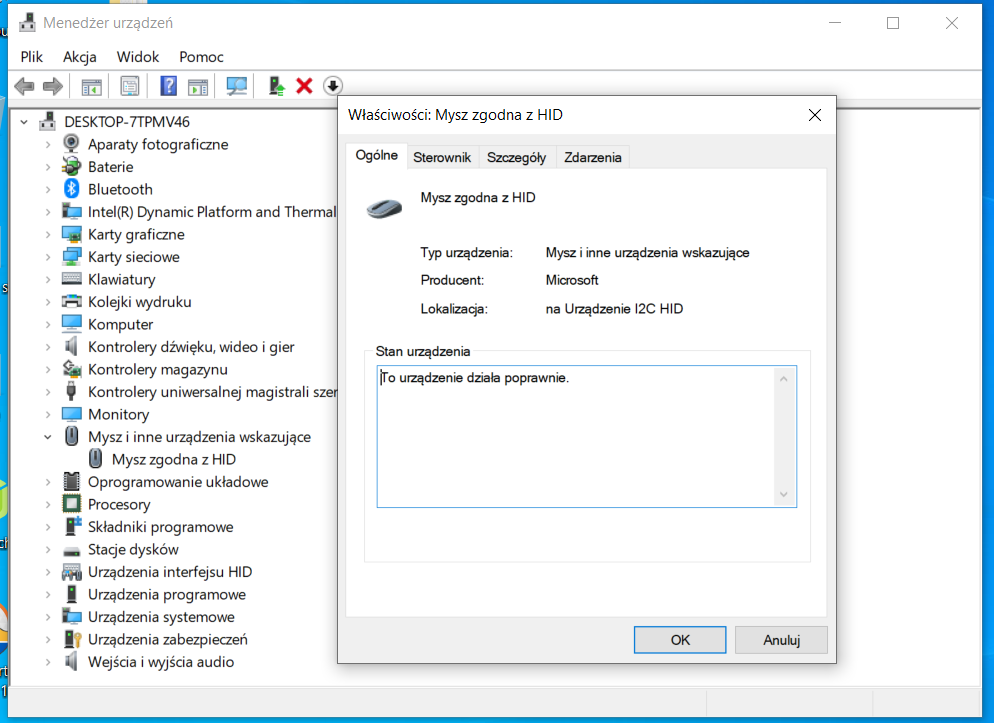 Menedżer urządzeń
Plik Akcja Widok Pomoc
DESKTOP-7TPMV46
Aparaty fotograficzne
Baterie
Bluetooth
Intel(R) Dynamic Platform and Thermal
Karty graficzne
Karty sieciowe
Klawiatury
Kolejki wydruku
Komputer
Kontrolery dźwięku, wideo i gier
Kontrolery magazynu
Kontrolery uniwersalnej magistrali szer
Monitory
Mysz i inne urządzenia wskazujące
Mysz zgodna z HID
Oprogramowanie układowe
Procesory
Składniki programowe
Stacje dysków
Urządzenia interfejsu HID
Urządzenia programowe
Urządzenia systemowe
Urządzenia zabezpieczeń
Wejścia i wyjścia audio
Właściwości: Mysz zgodna z HID
Ogólne Sterownik Szczegóły Zdarzenia
Mysz zgodna z HID
Typ urządzenia: Mysz i inne urządzenia wskazujące
Producent: Microsoft
Lokalizacja: na Urządzenie I2C HID
Stan urządzenia
To urządzenie działa poprawnie.
OK Anuluj